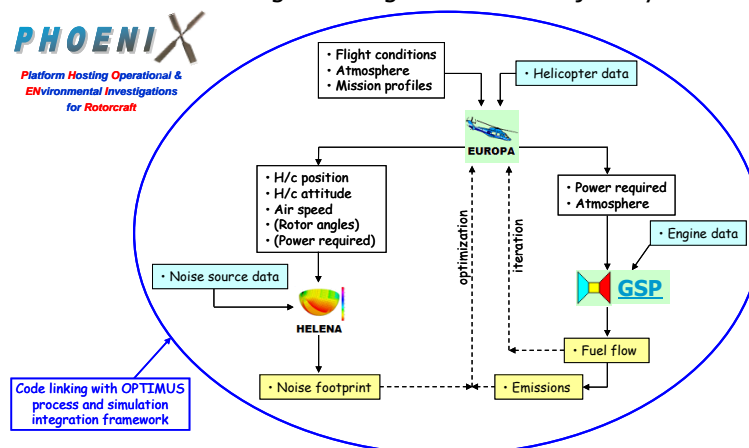 PHOENIX
Platform Hosting Operational &
ENvironmental Investigations
for Rotorcraft
• Flight conditions
• Atmosphere
• Mission profiles
• Helicopter data
EUROPA
• H/c position
• H/c attitude
• Air speed
• (Rotor angles)
• (Power required)
• Power required
• Atmosphere
• Engine data
optimization
iteration
• Noise source data
HELENA
GSP
• Fuel flow
• Noise footprint
• Emissions
Code linking with OPTIMUS
process and simulation
integration framework